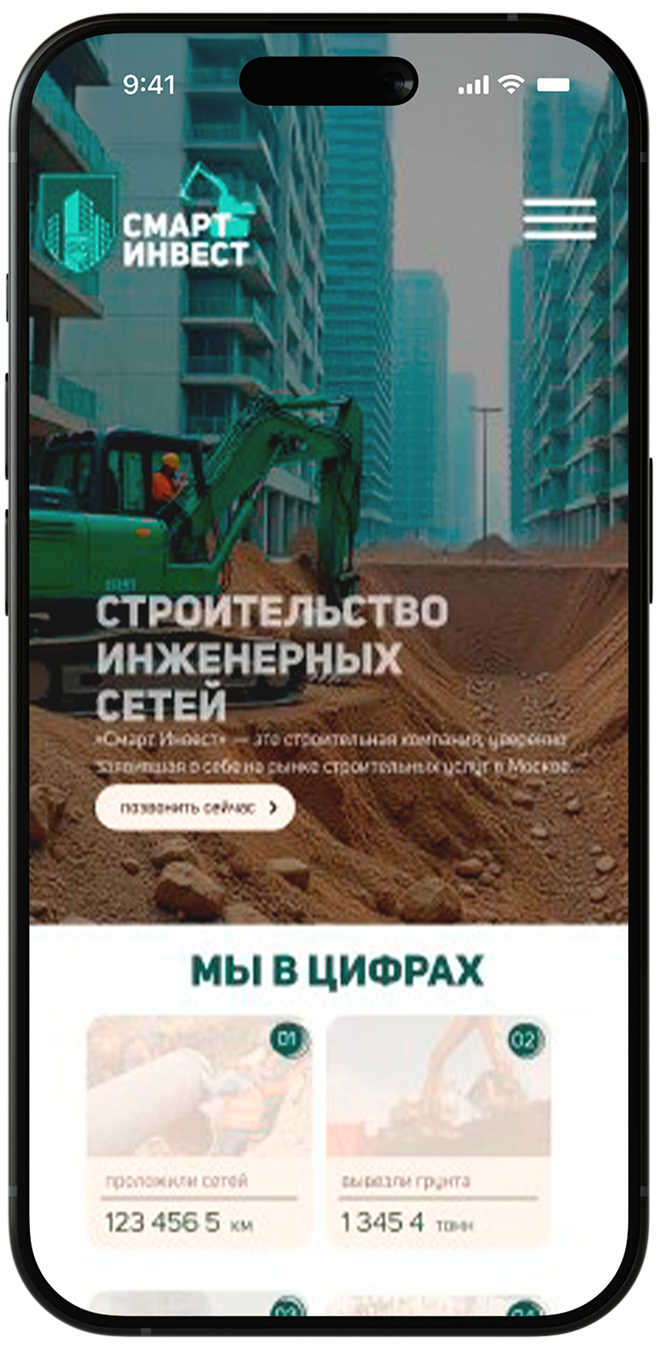 9:41
СМАРТ
ИНВЕСТ
СТРОИТЕЛЬСТВО
ИНЖЕНЕРНЫХ
СЕТЕЙ
«Смарт Инвест» — это строительная компания, уверенно
заявившая о себе на рынке строительных услуг в Москве.
позвонить сейчас
МЫ В ЦИФРАХ
01
02
проложили сетей
вывезли грунта
123 456 5 км
1 345 4 тонн
03
04